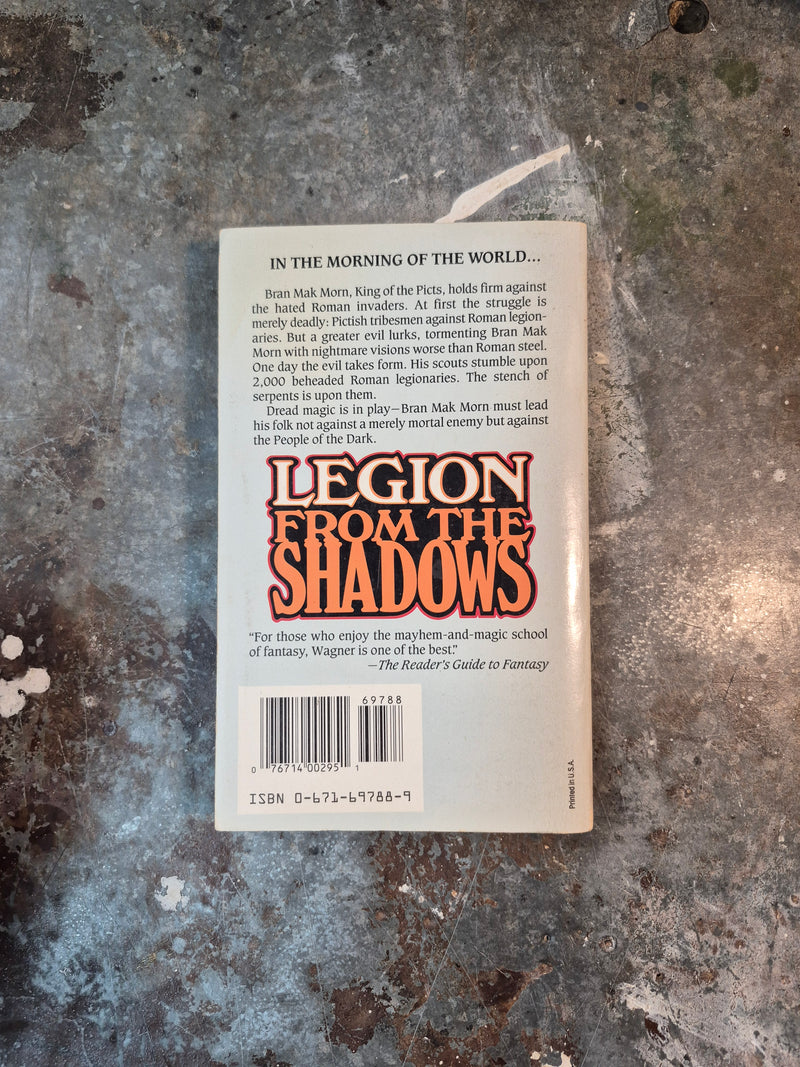 IN THE MORNING OF THE WORLD...
Bran Mak Morn, King of the Picts, holds firm against
the hated Roman invaders. At first the struggle is
merely deadly: Pictish tribesmen against Roman legion-
aries. But a greater evil lurks, tormenting Bran Mak
Morn with nightmare visions worse than Roman steel.
One day the evil takes form. His scouts stumble upon
2,000 beheaded Roman legionaries. The stench of
serpents is upon them.
Dread magic is in play—Bran Mak Morn must lead
his folk not against a merely mortal enemy but against
the People of the Dark.
LEGION
FROM THE
SHADOWS
“For those who enjoy the mayhem-and-magic school
of fantasy, Wagner is one of the best.”
—The Reader's Guide to Fantasy
69788
0 76714 00295 1
ISBN 0-671-69788-9
Printed in U.S.A.